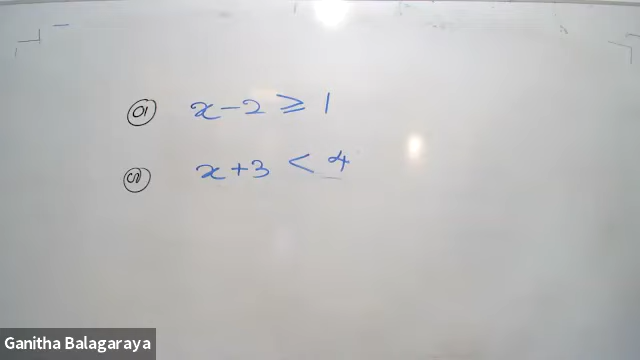 01 x - 2 ≥ 1
02 x + 3 < 4
Ganitha Balagaraya